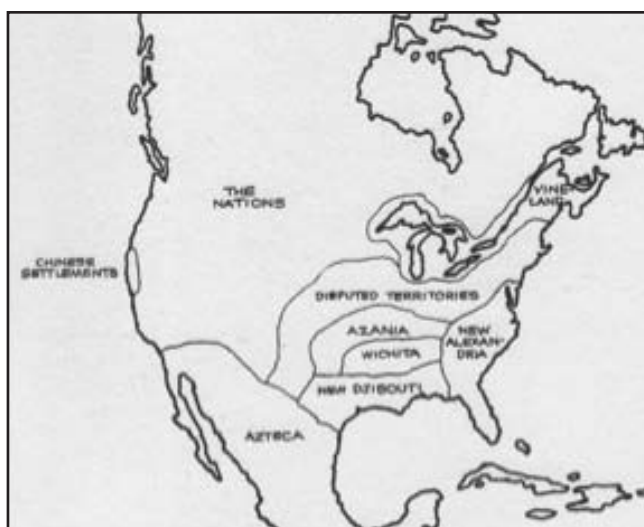 THE
NATIONS
VINE
LAND
CHINESE
SETTLEMENTS
DISPUTED TERRITORIES
AZANIA
NEW
ALEXAN-
DRIA
WICHITA
NEW DJIBOUTI
AZTECA